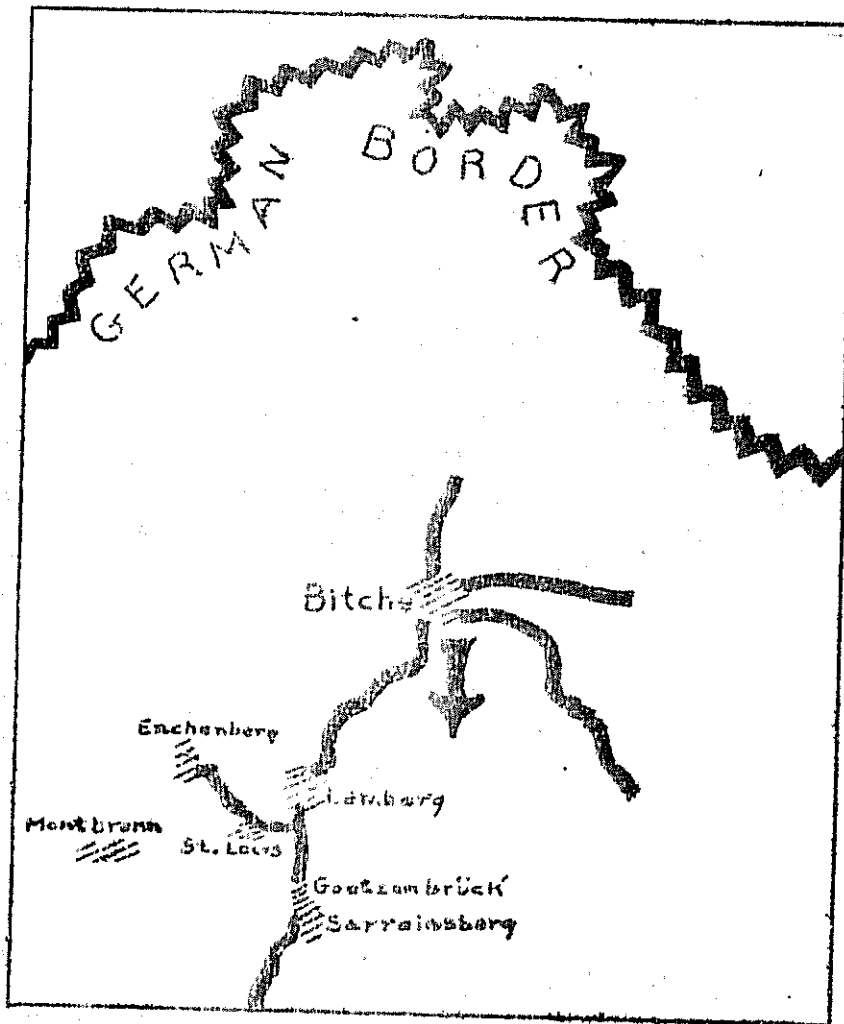 GERMAN BORDER
Bitche
Enchenberg
Lemberg
Montbronn
St. Louis
Goetzenbrück
Sarreinsberg